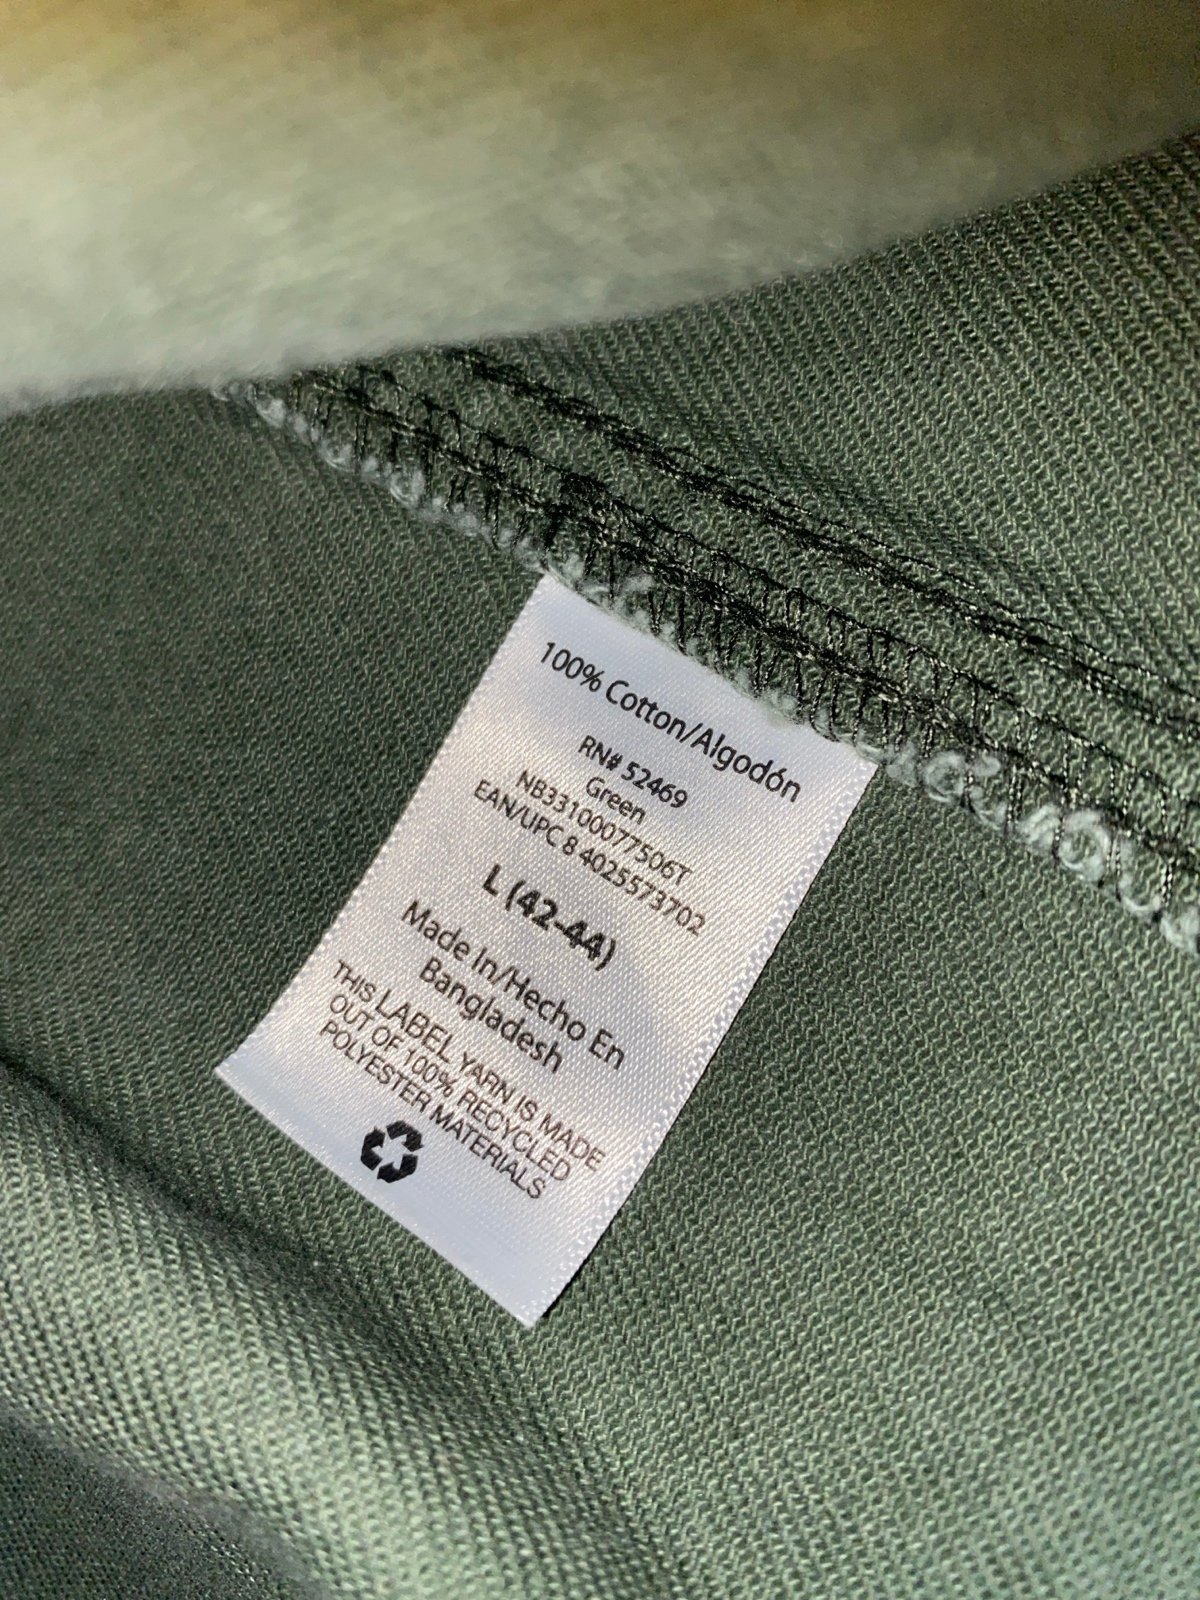 100% Cotton/Algodón
RN# 52469
Green
NB33100077506T
EAN/UPC 8 4025573702
L (42-44)
Made In/Hecho En
Bangladesh
THIS LABEL YARN IS MADE
OUT OF 100% RECYCLED
POLYESTER MATERIALS